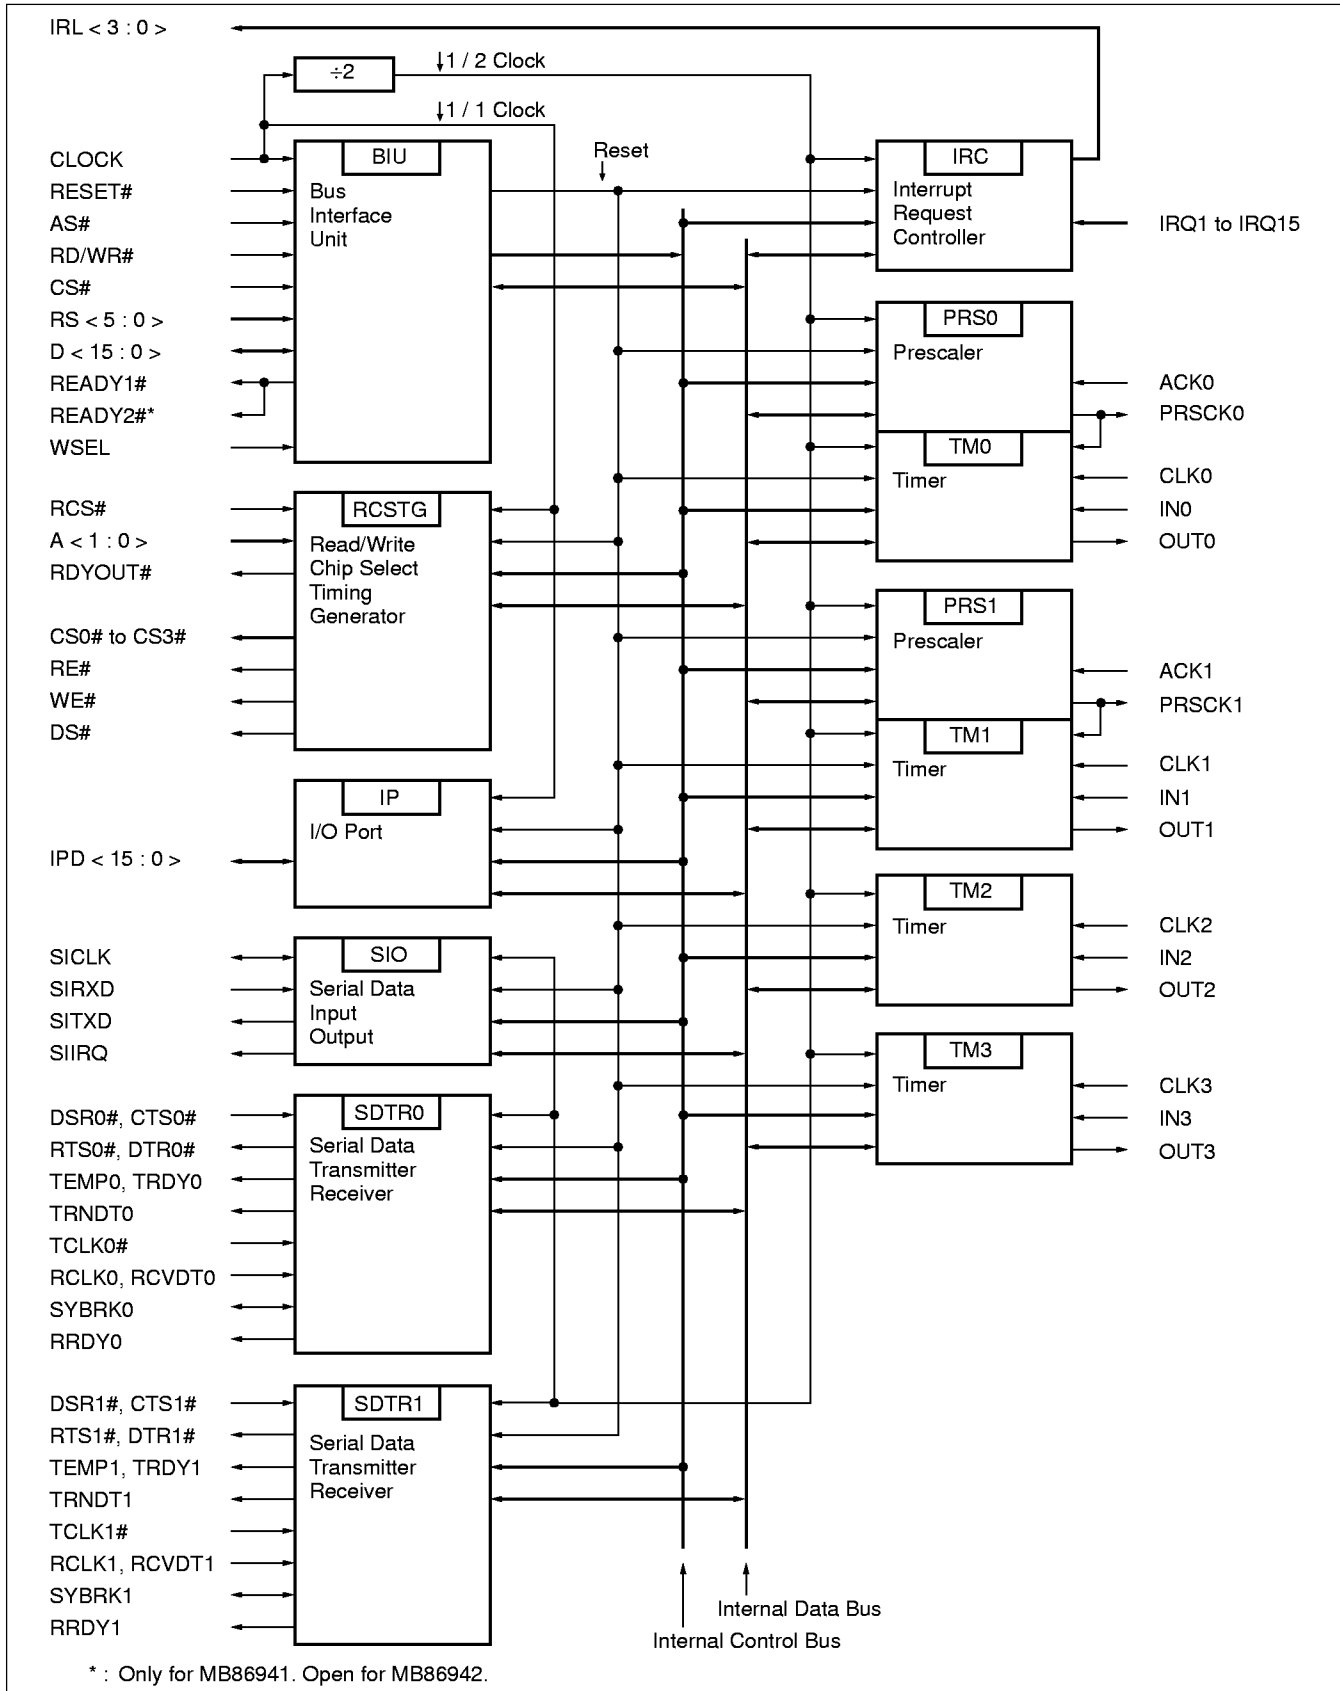 IRL < 3 : 0 >
÷2
↓1 / 2 Clock
↓1 / 1 Clock
CLOCK
RESET#
AS#
RD/WR#
CS#
RS < 5 : 0 >
D < 15 : 0 >
READY1#
READY2#*
WSEL
BIU
Bus
Interface
Unit
Reset
IRC
Interrupt
Request
Controller
IRQ1 to IRQ15
PRS0
Prescaler
ACK0
PRSCK0
TM0
Timer
CLK0
IN0
OUT0
RCS#
A < 1 : 0 >
RDYOUT#
CS0# to CS3#
RE#
WE#
DS#
RCSTG
Read/Write
Chip Select
Timing
Generator
PRS1
Prescaler
ACK1
PRSCK1
TM1
Timer
CLK1
IN1
OUT1
IP
I/O Port
IPD < 15 : 0 >
TM2
Timer
CLK2
IN2
OUT2
SICLK
SIRXD
SITXD
SIIRQ
SIO
Serial Data
Input
Output
TM3
Timer
CLK3
IN3
OUT3
DSR0#, CTS0#
RTS0#, DTR0#
TEMP0, TRDY0
TRNDT0
TCLK0#
RCLK0, RCVDT0
SYBRK0
RRDY0
SDTR0
Serial Data
Transmitter
Receiver
DSR1#, CTS1#
RTS1#, DTR1#
TEMP1, TRDY1
TRNDT1
TCLK1#
RCLK1, RCVDT1
SYBRK1
RRDY1
SDTR1
Serial Data
Transmitter
Receiver
Internal Data Bus
Internal Control Bus
* : Only for MB86941. Open for MB86942.